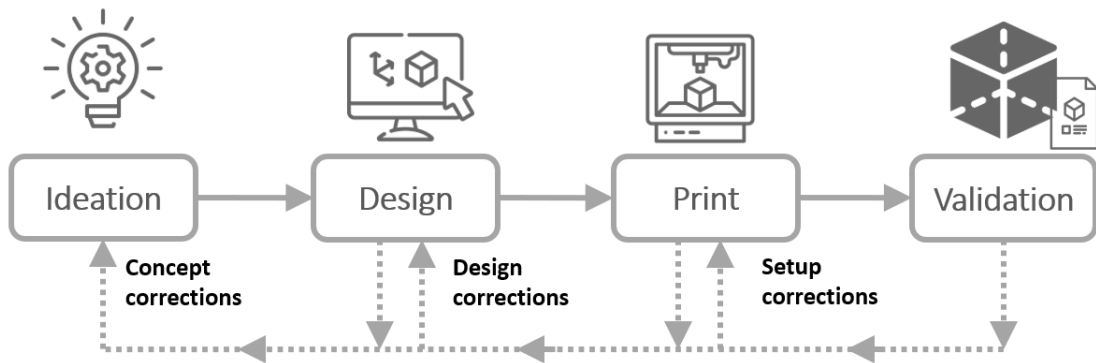 Ideation
Design
Print
Validation
Concept
corrections
Design
corrections
Setup
corrections